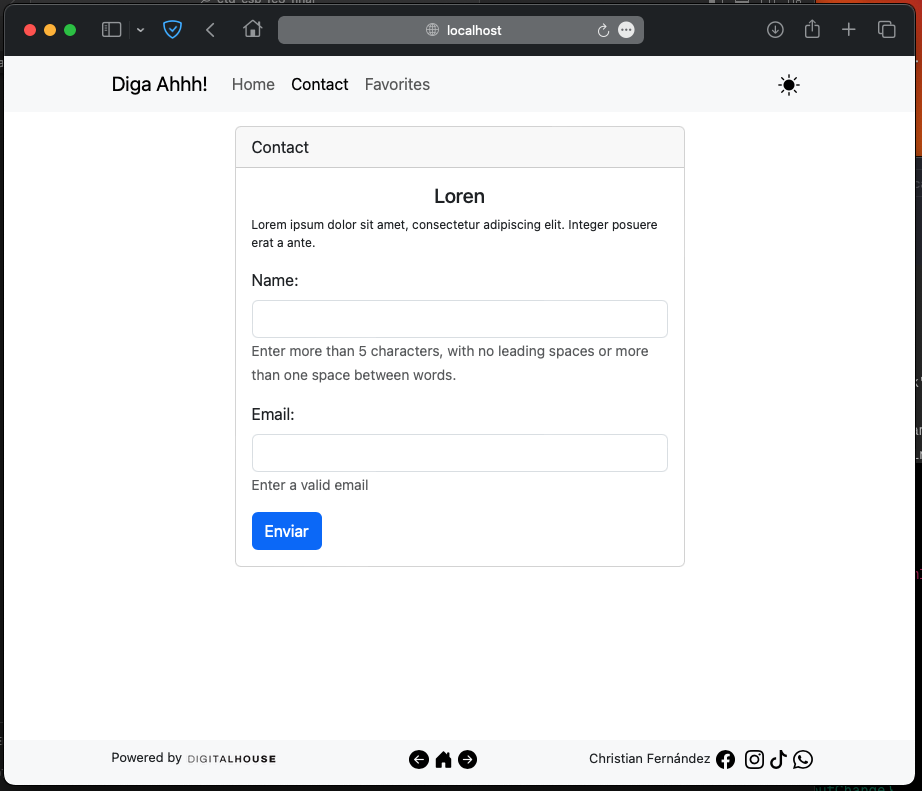 localhost
Diga Ahhh! Home Contact Favorites
Contact
Loren
Lorem ipsum dolor sit amet, consectetur adipiscing elit. Integer posuere
erat a ante.
Name:
Enter more than 5 characters, with no leading spaces or more
than one space between words.
Email:
Enter a valid email
Enviar
Powered by DIGITALHOUSE Christian Fernández